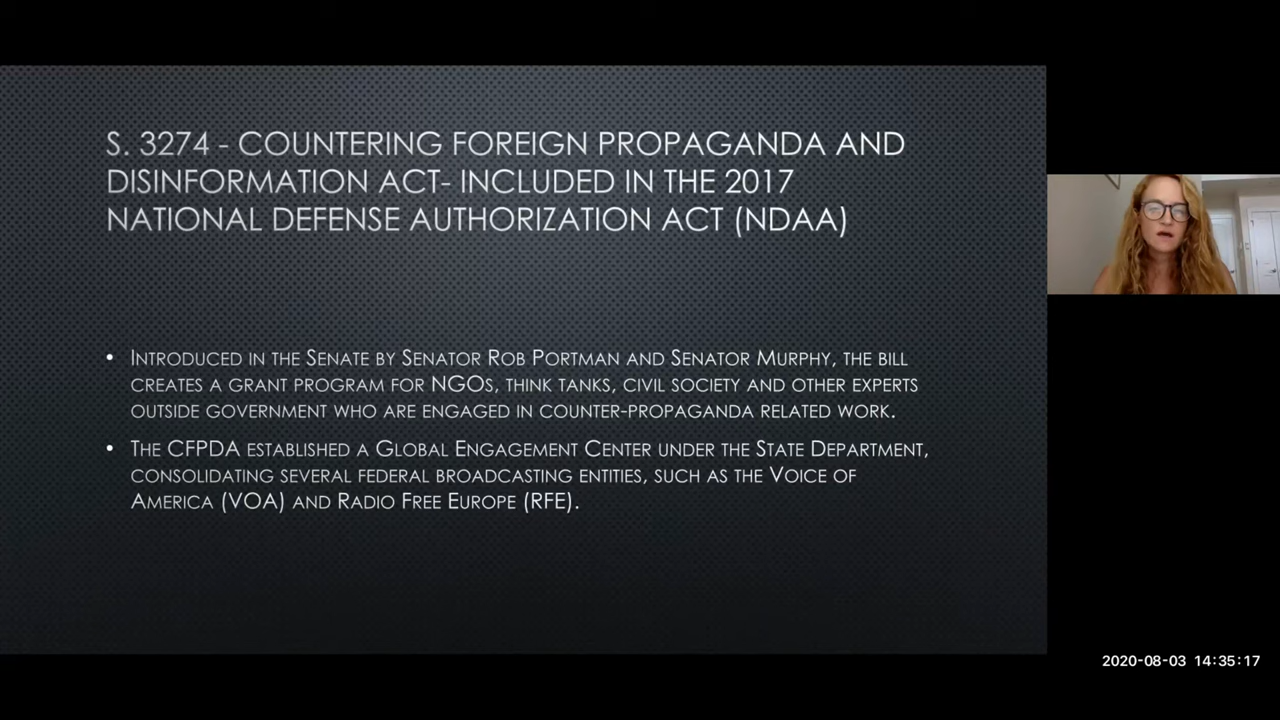 S. 3274 - COUNTERING FOREIGN PROPAGANDA AND
DISINFORMATION ACT- INCLUDED IN THE 2017
NATIONAL DEFENSE AUTHORIZATION ACT (NDAA)
• INTRODUCED IN THE SENATE BY SENATOR ROB PORTMAN AND SENATOR MURPHY, THE BILL
CREATES A GRANT PROGRAM FOR NGOS, THINK TANKS, CIVIL SOCIETY AND OTHER EXPERTS
OUTSIDE GOVERNMENT WHO ARE ENGAGED IN COUNTER-PROPAGANDA RELATED WORK.
• THE CFPDA ESTABLISHED A GLOBAL ENGAGEMENT CENTER UNDER THE STATE DEPARTMENT,
CONSOLIDATING SEVERAL FEDERAL BROADCASTING ENTITIES, SUCH AS THE VOICE OF
AMERICA (VOA) AND RADIO FREE EUROPE (RFE).
2020-08-03 14:35:17